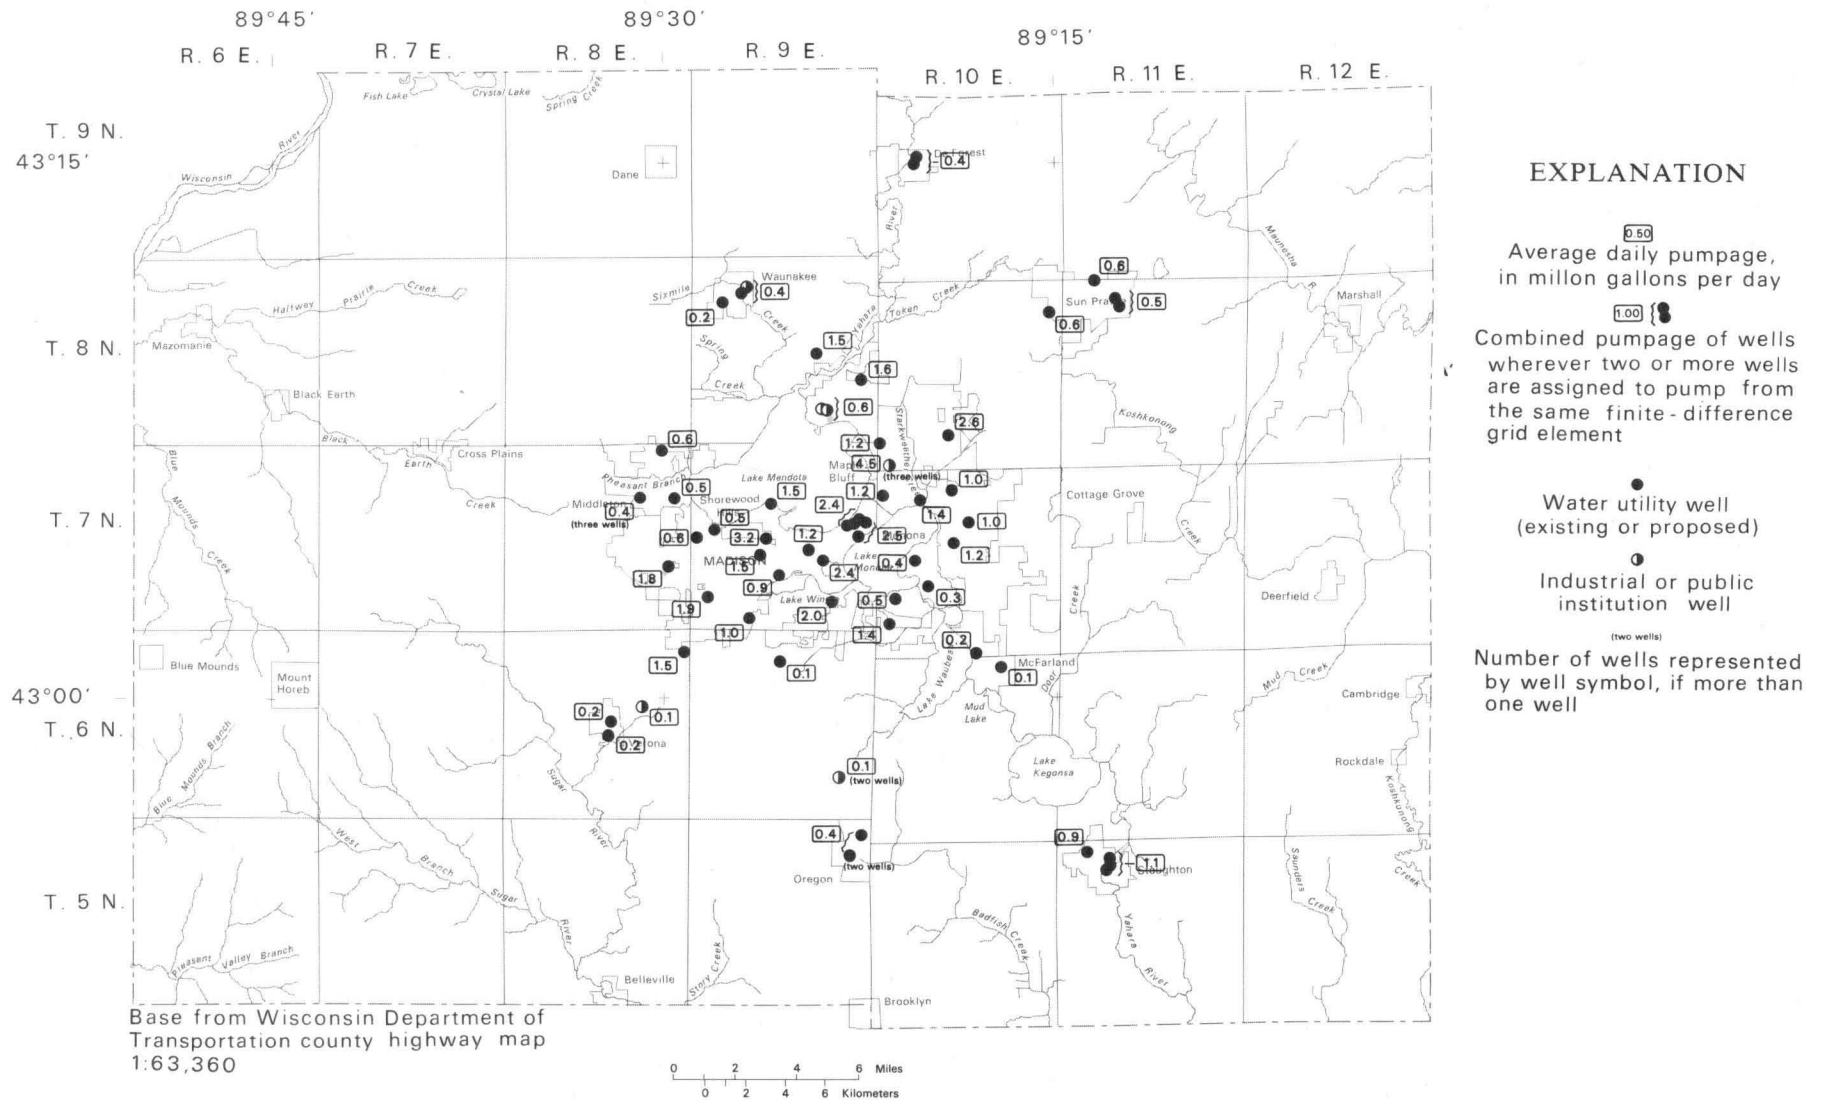 89°45'
89°30'
89°15'
R. 6 E.
R. 7 E.
R. 8 E.
R. 9 E.
R. 10 E.
R. 11 E.
R. 12 E.
T. 9 N.
43°15'
T. 8 N.
T. 7 N.
43°00'
T. 6 N.
T. 5 N.
Fish Lake
Crystal Lake
Spring Creek
Wisconsin River
Dane
De Forest
0.4
River
Maunesha R
Marshall
Waunakee
Sixmile
Creek
0.4
0.2
0.6
Sun Pra
0.5
0.6
Halfway Prairie Creek
Mazomanie
Black Earth
Spring
Creek
Yahara
Token Creek
1.5
1.6
0.6
Starkweather
2.6
Koshkonong
Creek
Black Earth
Creek
Cross Plains
0.6
Pheasant Branch
0.5
Middleton
0.4
(three wells)
Lake Mendota
Shorewood
1.5
1.2
4.5
(three wells)
Bluff
1.2
1.0
Cottage Grove
2.4
1.4
1.0
0.5
0.6
3.2
1.2
1.2
MADISON
1.5
Lake
2.4
0.4
0.9
1.8
1.9
2.0
0.5
0.3
1.0
1.4
0.2
McFarland
0.1
1.5
0.1
Deerfield
Blue Mounds Creek
Blue Mounds
Mount
Horeb
0.2
0.1
0.2
Lake Waubes
Mud
Lake
Door
Creek
Mud Creek
Cambridge
Rockdale
Koshkonong
Creek
Lake
Kegonsa
0.1
(two wells)
Blue Mounds Branch
Sugar
River
West Branch Sugar
River
0.4
(two wells)
Oregon
0.9
1.1
Saunders Creek
Badfish Creek
Yahara River
Pleasant Valley Branch
Belleville
Story Creek
Brooklyn
Base from Wisconsin Department of
Transportation county highway map
1:63,360
0 2 4 6 Miles
0 2 4 6 Kilometers
EXPLANATION
0.50
Average daily pumpage,
in millon gallons per day
1.00
Combined pumpage of wells
wherever two or more wells
are assigned to pump from
the same finite-difference
grid element
Water utility well
(existing or proposed)
Industrial or public
institution well
(two wells)
Number of wells represented
by well symbol, if more than
one well